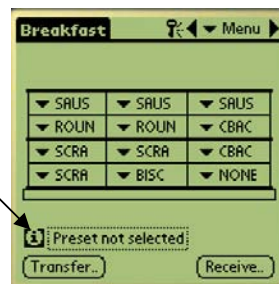 Breakfast Menu
SAUS SAUS SAUS
ROUN ROUN CBAC
SCRA SCRA CBAC
SCRA BISC NONE
i Preset not selected
Transfer.. Receive..